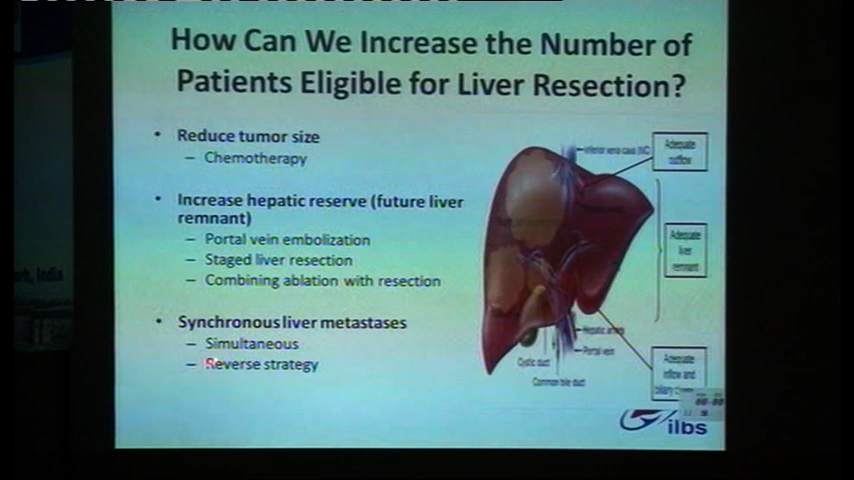 How Can We Increase the Number of
Patients Eligible for Liver Resection?
• Reduce tumor size
– Chemotherapy
• Increase hepatic reserve (future liver
remnant)
– Portal vein embolization
– Staged liver resection
– Combining ablation with resection
• Synchronous liver metastases
– Simultaneous
– Reverse strategy
Inferior vena cava (IVC)
Adequate
outflow
Adequate
liver
remnant
Hepatic artery
Portal vein
Cystic duct
Common bile duct
Adequate
inflow and
biliary
ilbs
India